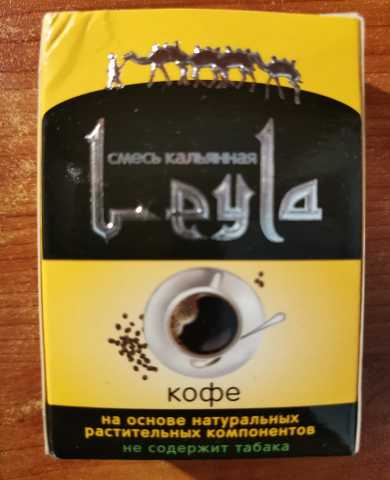 смесь кальянная
Leyla
кофе
на основе натуральных
растительных компонентов
не содержит табака